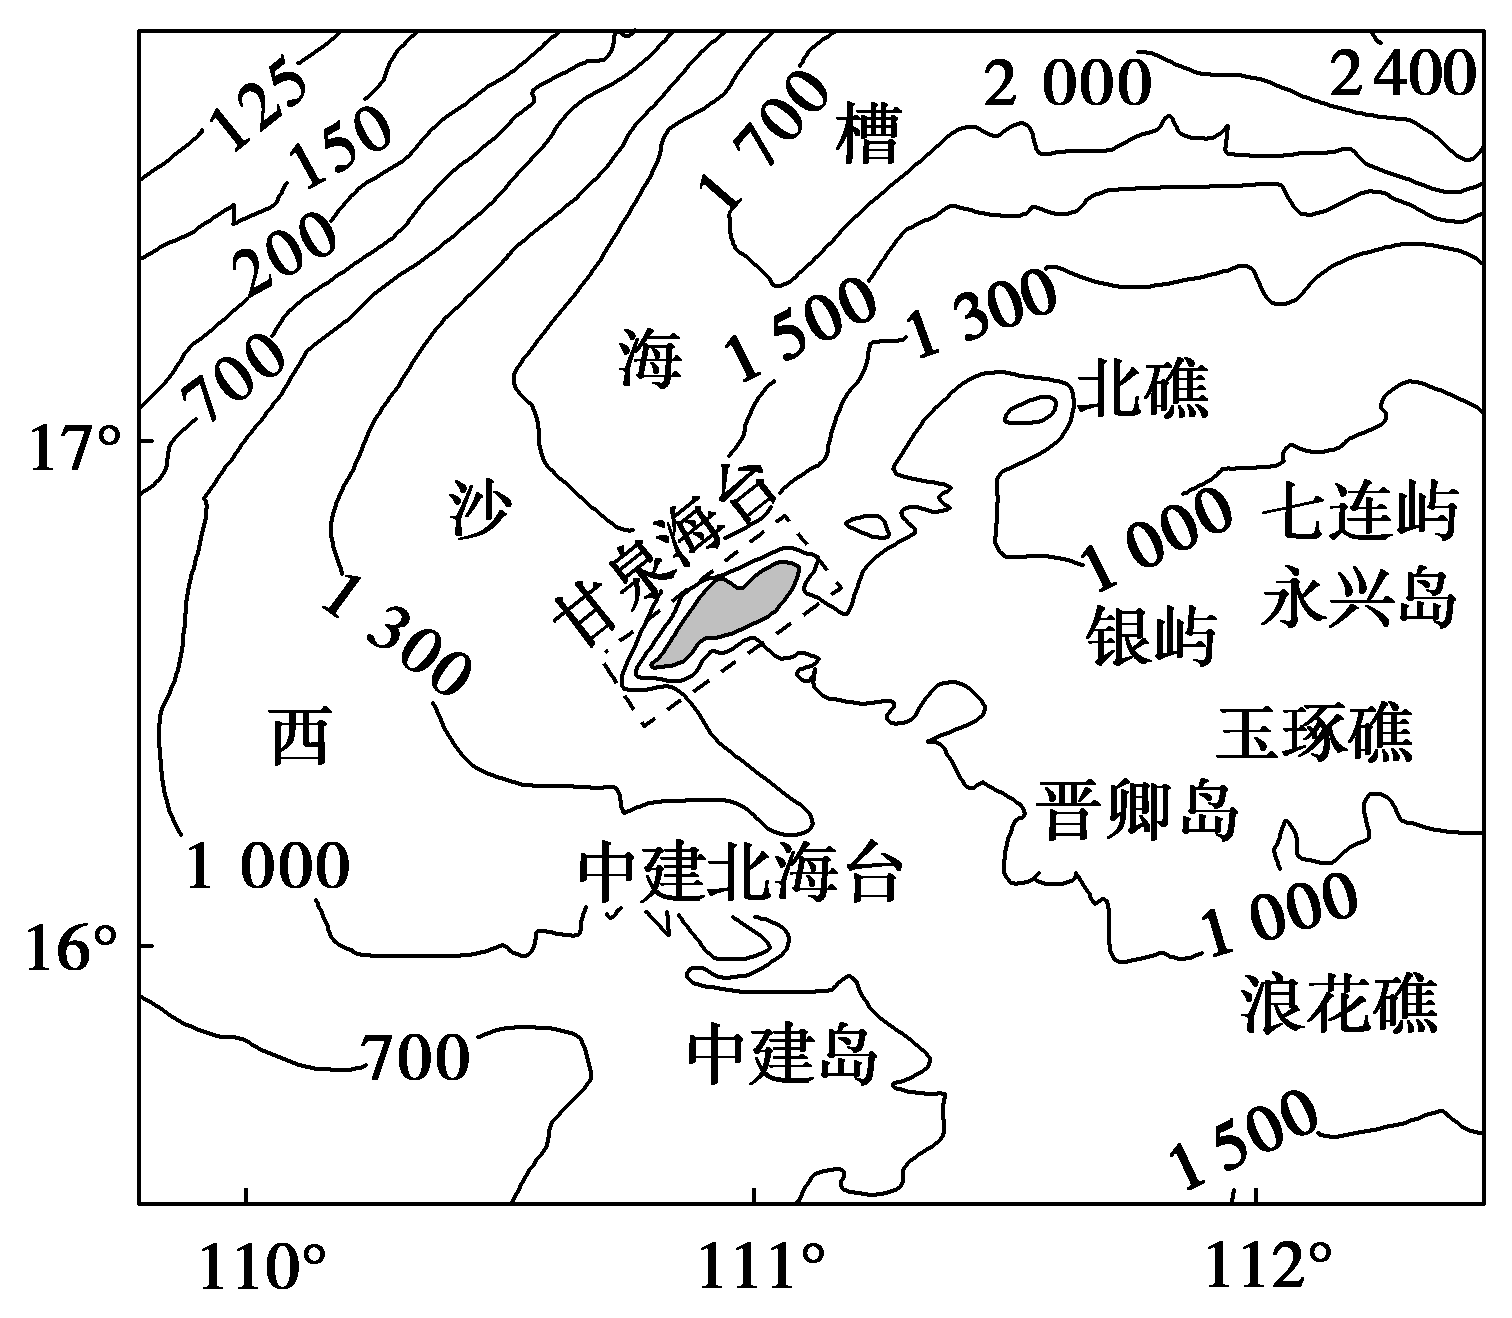 125
150
200
700
1 700
槽
2 000
2 400
海
1 500
1 300
北礁
17°
沙
甘泉海台
1 000
七连屿
永兴岛
银屿
1 300
西
玉琢礁
晋卿岛
1 000
中建北海台
1 000
16°
浪花礁
700
中建岛
1 500
110°
111°
112°